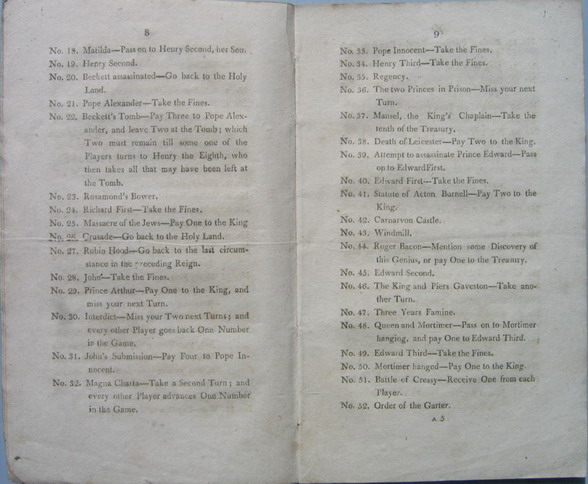 8
No. 18. Matilda—Pass on to Henry Second, her Son.
No. 19. Henry Second.
No. 20. Beckett assassinated—Go back to the Holy
Land.
No. 21. Pope Alexander—Take the Fines.
No. 22. Beckett's Tomb—Pay Three to Pope Alex-
ander, and leave Two at the Tomb; which
Two must remain till some one of the
Players turns to Henry the Eighth, who
then takes all that may have been left at
the Tomb.
No. 23. Rosamond's Bower.
No. 24. Richard First—Take the Fines.
No. 25. Massacre of the Jews—Pay One to the King
No. 26. Crusade—Go back to the Holy Land.
No. 27. Robin Hood—Go back to the last circum-
stance in the preceding Reign.
No. 28. John—Take the Fines.
No. 29. Prince Arthur—Pay One to the King, and
miss your next Turn.
No. 30. Interdict—Miss your Two next Turns; and
every other Player goes back One Number
in the Game.
No. 31. John's Submission—Pay Four to Pope In-
nocent.
No. 32. Magna Charta—Take a Second Turn; and
every other Player advances One Number
in the Game.
9
No. 33. Pope Innocent—Take the Fines.
No. 34. Henry Third—Take the Fines.
No. 35. Regency.
No. 36. The two Princes in Prison—Miss your next
Turn.
No. 37. Mansel, the King's Chaplain—Take the
tenth of the Treasury.
No. 38. Death of Leicester—Pay Two to the King.
No. 39. Attempt to assassinate Prince Edward—Pass
on to Edward First.
No. 40. Edward First—Take the Fines.
No. 41. Statute of Acton Burnell—Pay Two to the
King.
No. 42. Carnarvon Castle.
No. 43. Windmill.
No. 44. Roger Bacon—Mention some Discovery of
this Genius, or pay One to the Treasury.
No. 45. Edward Second.
No. 46. The King and Piers Gaveston—Take ano-
ther Turn.
No. 47. Three Years Famine.
No. 48. Queen and Mortimer—Pass on to Mortimer
hanging, and pay One to Edward Third.
No. 49. Edward Third—Take the Fines.
No. 50. Mortimer hanged—Pay One to the King
No. 51. Battle of Cressy—Receive One from each
Player.
No. 52. Order of the Garter.
A 5